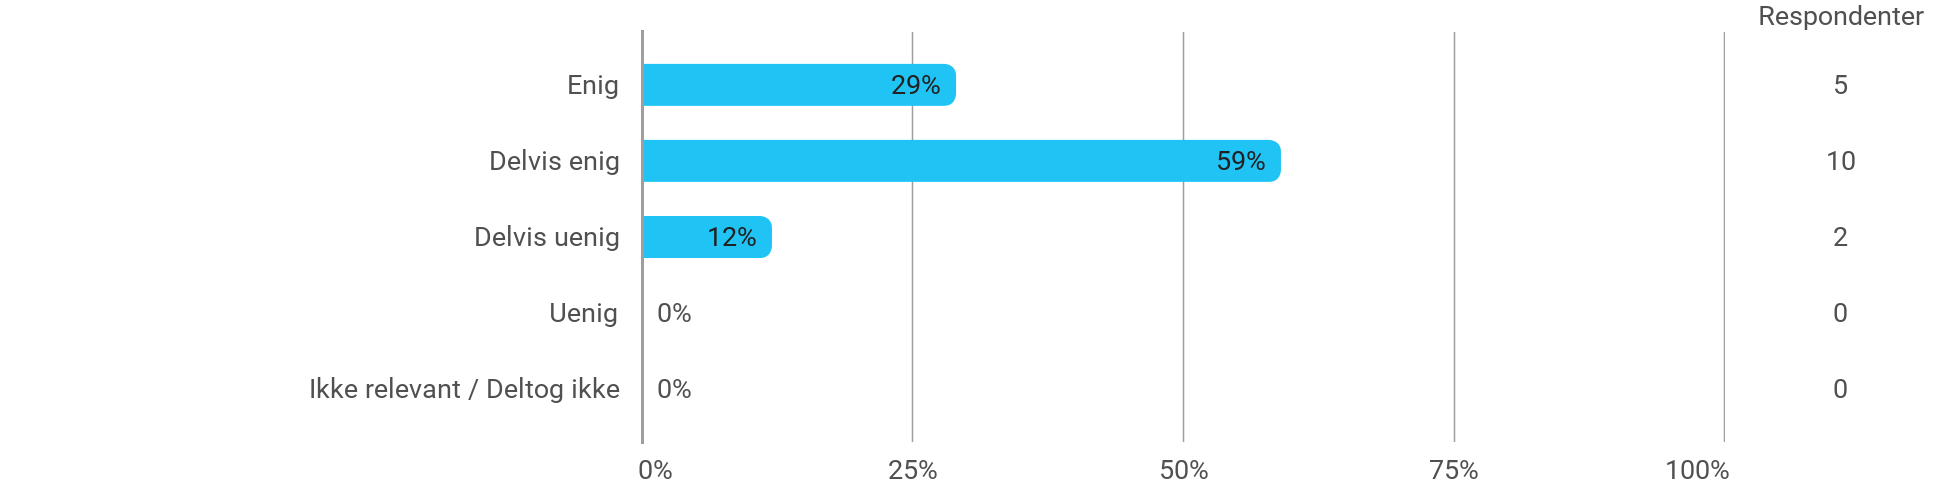 Respondenter
Enig 29% 5
Delvis enig 59% 10
Delvis uenig 12% 2
Uenig 0% 0
Ikke relevant / Deltog ikke 0% 0
0% 25% 50% 75% 100%